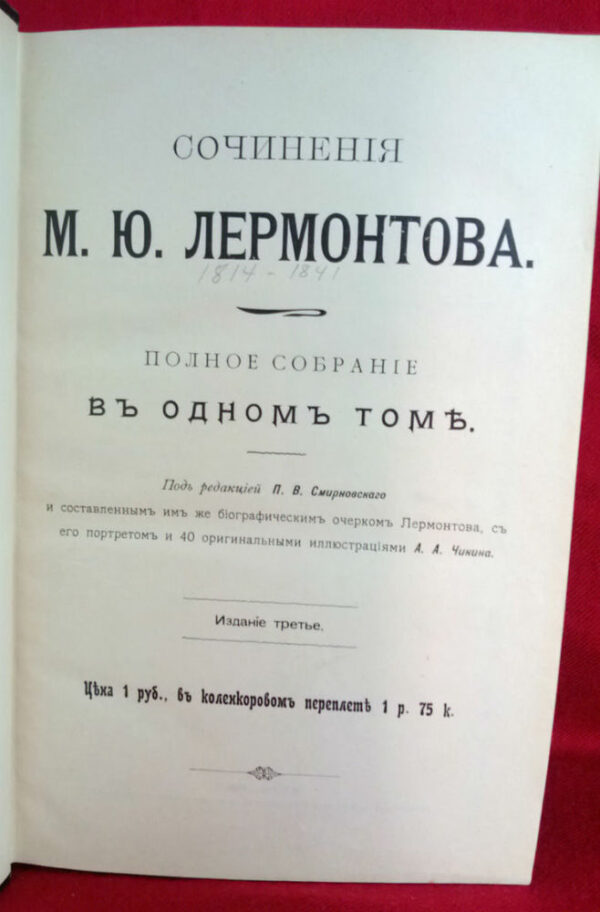 СОЧИНЕНІЯ
М. Ю. ЛЕРМОНТОВА.
1814 - 1841
ПОЛНОЕ СОБРАНІЕ
ВЪ ОДНОМЪ ТОМѢ.
Подъ редакціей П. В. Смирновскаго
и составленнымъ имъ же біографическимъ очеркомъ Лермонтова, съ
его портретомъ и 40 оригинальными иллюстраціями А. А. Чикина.
Изданіе третье.
Цѣна 1 руб., въ коленкоровомъ переплетѣ 1 р. 75 к.